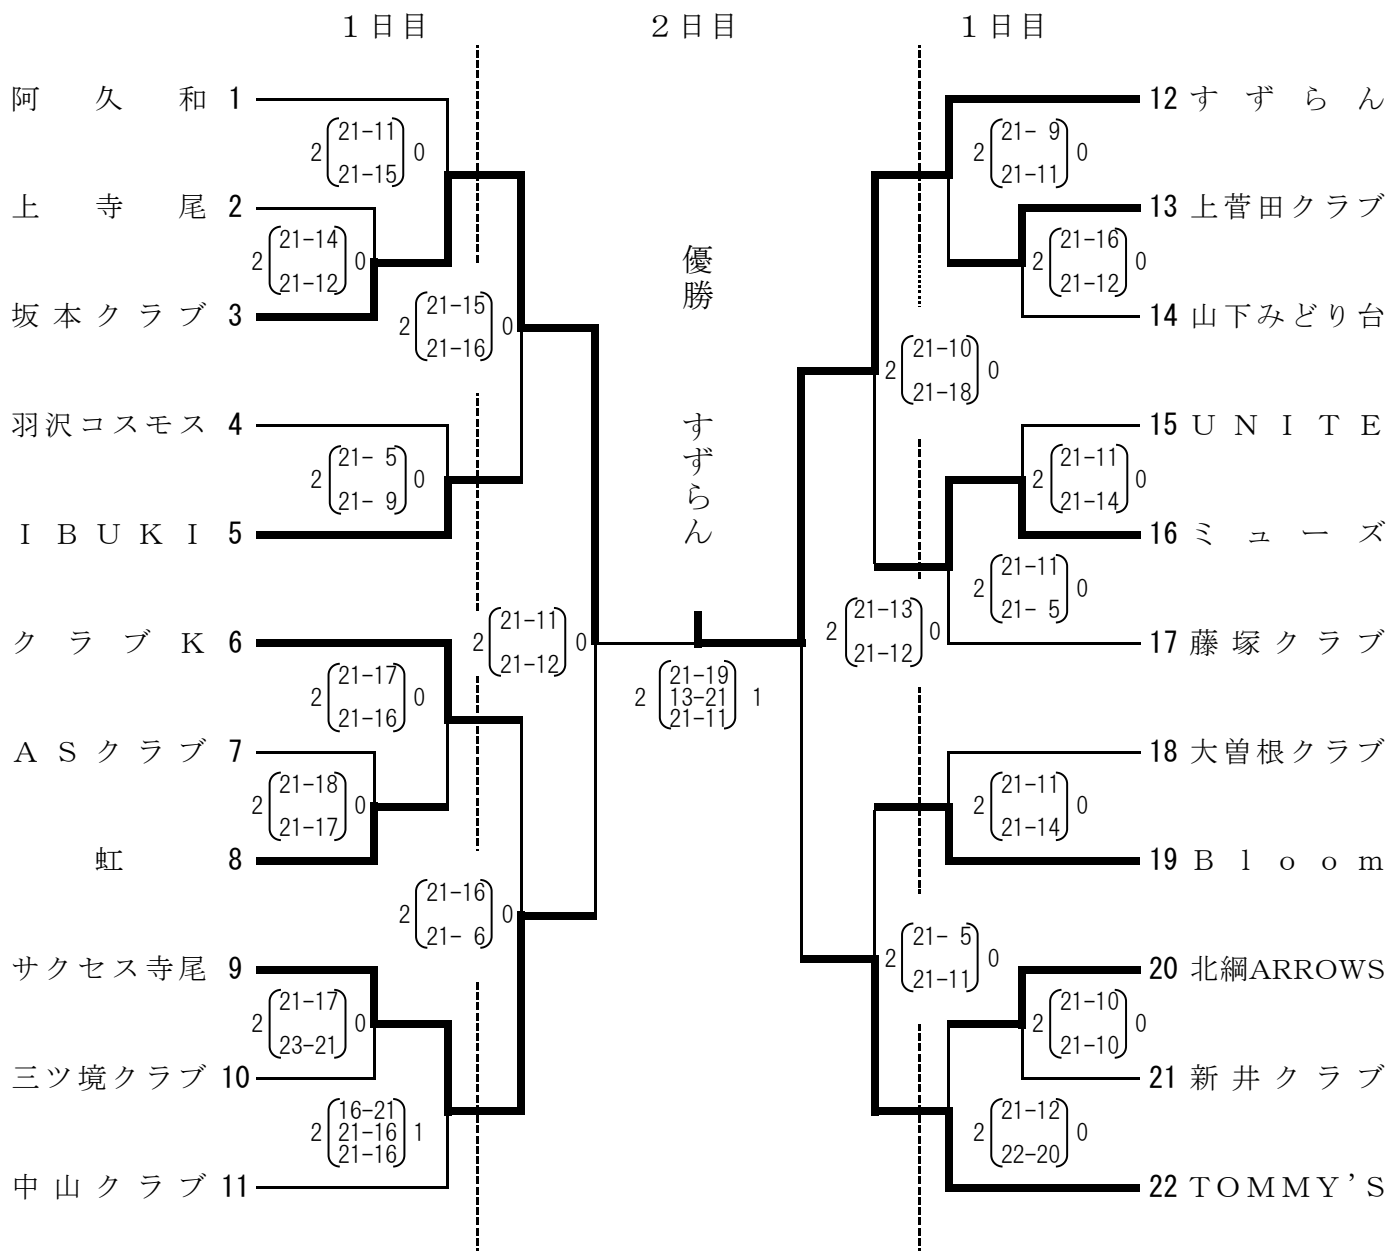 １日目 ２日目 １日目
阿久和 1
2 21-11 0
21-15
上寺尾 2
2 21-14 0
21-12
坂本クラブ 3
2 21-15 0
21-16
羽沢コスモス 4
2 21- 5 0
21- 9
ＩＢＵＫＩ 5
2 21-11 0
21-12
クラブＫ 6
2 21-17 0
21-16
ＡＳクラブ 7
2 21-18 0
21-17
虹 8
2 21-16 0
21- 6
サクセス寺尾 9
2 21-17 0
23-21
三ツ境クラブ 10
2 16-21 1
21-16
21-16
中山クラブ 11
優勝 すずらん
2 21-19 1
13-21
21-11
12 すずらん
2 21- 9 0
21-11
13 上菅田クラブ
2 21-16 0
21-12
14 山下みどり台
2 21-10 0
21-18
15 ＵＮＩＴＥ
2 21-11 0
21-14
16 ミューズ
2 21-11 0
21- 5
2 21-13 0
21-12
17 藤塚クラブ
18 大曽根クラブ
2 21-11 0
21-14
19 Ｂｌｏｏｍ
2 21- 5 0
21-11
20 北綱ARROWS
2 21-10 0
21-10
21 新井クラブ
2 21-12 0
22-20
22 ＴＯＭＭＹ’Ｓ